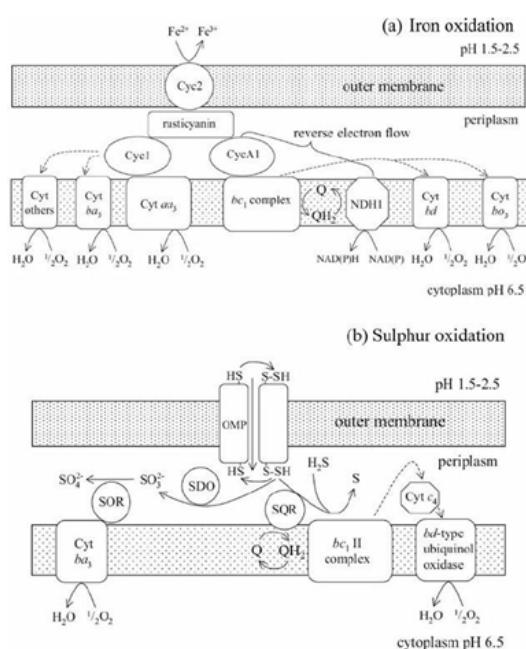 (a) Iron oxidation
Fe²⁺ Fe³⁺
pH 1.5-2.5
Cyc2
outer membrane
periplasm
rusticyanin
reverse electron flow
Cyc1
CycA1
Cyt
others
Cyt
ba₃
Cyt aa₃
bc₁ complex
Q
QH₂
NDH1
Cyt
bd
Cyt
bo₃
H₂O ¹/₂O₂
H₂O ¹/₂O₂
H₂O ¹/₂O₂
NAD(P)H NAD(P)
H₂O ¹/₂O₂
H₂O ¹/₂O
cytoplasm pH 6.5
(b) Sulphur oxidation
HS S-SH
pH 1.5-2.5
OMP
outer membrane
HS S-SH
H₂S
periplasm
SO₄²⁻ SO₃²⁻
SDO
S
SOR
SQR
Cyt c₄
Cyt
ba₃
Q QH₂
bc₁ II
complex
bd-type
ubiquinol
oxidase
H₂O ¹/₂O₂
H₂O ¹/₂O₂
cytoplasm pH 6.5